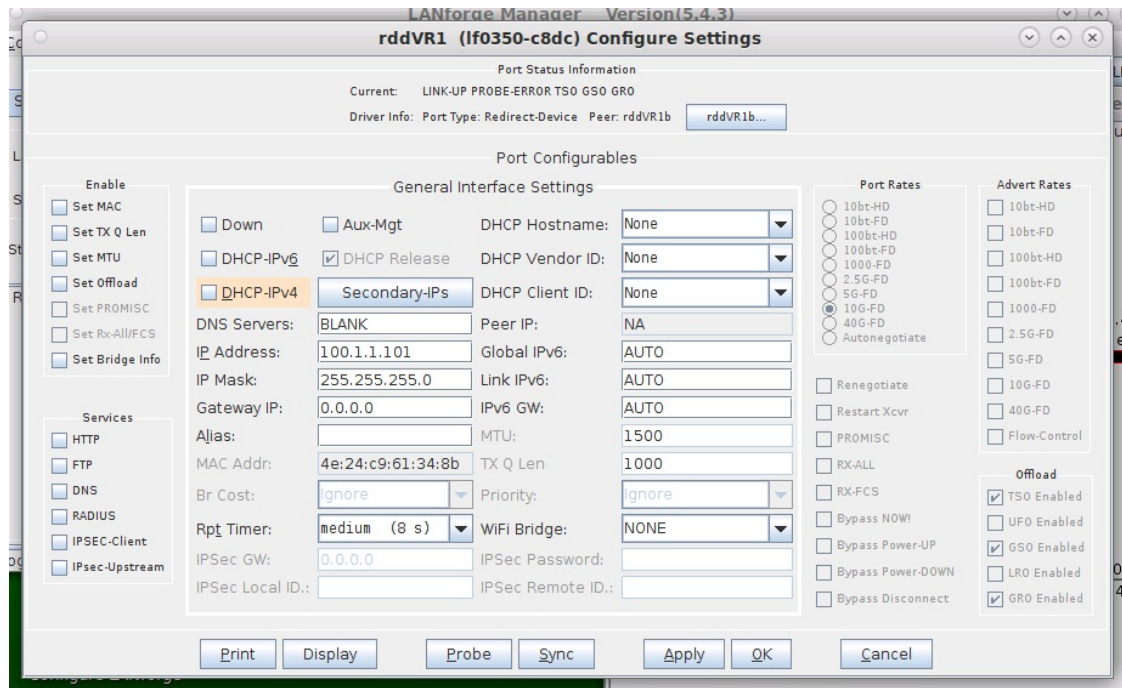 LANforge Manager Version(5.4.3)
rddVR1 (lf0350-c8dc) Configure Settings
Port Status Information
Current: LINK-UP PROBE-ERROR TSO GSO GRO
Driver Info: Port Type: Redirect-Device Peer: rddVR1b rddVR1b...
Port Configurables
Enable
Set MAC
Set TX Q Len
Set MTU
Set Offload
Set PROMISC
Set Rx-All/FCS
Set Bridge Info
Services
HTTP
FTP
DNS
RADIUS
IPSEC-Client
IPsec-Upstream
General Interface Settings
Down Aux-Mgt DHCP Hostname: None
DHCP-IPv6 DHCP Release DHCP Vendor ID: None
DHCP-IPv4 Secondary-IPs DHCP Client ID: None
DNS Servers: BLANK Peer IP: NA
IP Address: 100.1.1.101 Global IPv6: AUTO
IP Mask: 255.255.255.0 Link IPv6: AUTO
Gateway IP: 0.0.0.0 IPv6 GW: AUTO
Alias: MTU: 1500
MAC Addr: 4e:24:c9:61:34:8b TX Q Len 1000
Br Cost: Ignore Priority: Ignore
Rpt Timer: medium (8 s) WiFi Bridge: NONE
IPSec GW: 0.0.0.0 IPSec Password:
IPSec Local ID.: IPSec Remote ID.:
Port Rates
10bt-HD
10bt-FD
100bt-HD
100bt-FD
1000-FD
2.5G-FD
5G-FD
10G-FD
40G-FD
Autonegotiate
Renegotiate
Restart Xcvr
PROMISC
RX-ALL
RX-FCS
Bypass NOW!
Bypass Power-UP
Bypass Power-DOWN
Bypass Disconnect
Advert Rates
10bt-HD
10bt-FD
100bt-HD
100bt-FD
1000-FD
2.5G-FD
5G-FD
10G-FD
40G-FD
Flow-Control
Offload
TSO Enabled
UFO Enabled
GSO Enabled
LRO Enabled
GRO Enabled
Print Display Probe Sync Apply OK Cancel